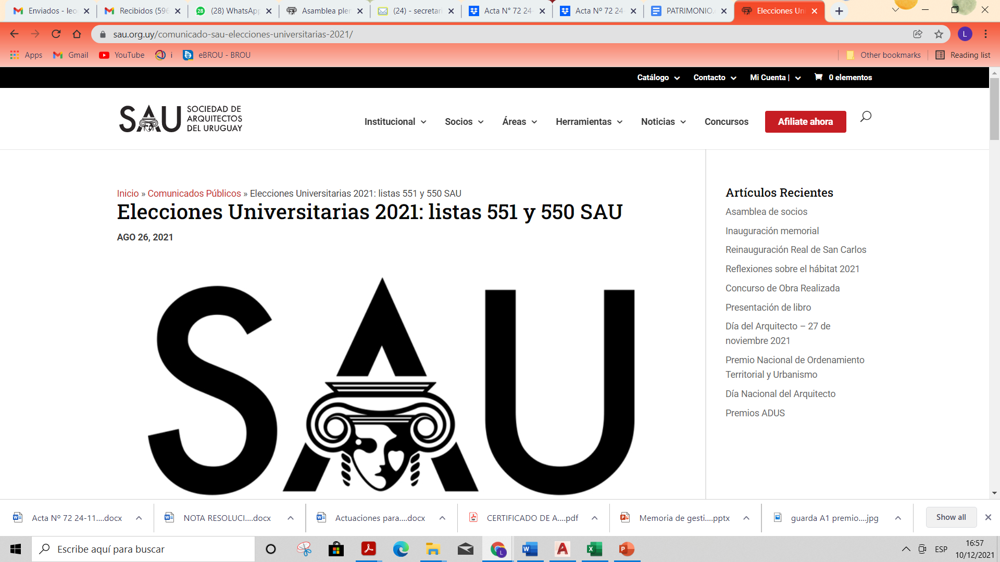 Enviados - leo
Recibidos (596
(28) WhatsApp
Asamblea plen
(24) - secretari
Acta N° 72 24-
Acta Nº 72 24
PATRIMONIO.
Elecciones Uni
sau.org.uy/comunicado-sau-elecciones-universitarias-2021/
L
Apps
Gmail
YouTube
i
eBROU - BROU
Other bookmarks
Reading list
Catálogo
Contacto
Mi Cuenta |
0 elementos
SAU
SOCIEDAD DE
ARQUITECTOS
DEL URUGUAY
Institucional
Socios
Áreas
Herramientas
Noticias
Concursos
Afiliate ahora
Inicio » Comunicados Públicos » Elecciones Universitarias 2021: listas 551 y 550 SAU
Elecciones Universitarias 2021: listas 551 y 550 SAU
AGO 26, 2021
SAU
Artículos Recientes
Asamblea de socios
Inauguración memorial
Reinauguración Real de San Carlos
Reflexiones sobre el hábitat 2021
Concurso de Obra Realizada
Presentación de libro
Día del Arquitecto – 27 de
noviembre 2021
Premio Nacional de Ordenamiento
Territorial y Urbanismo
Día Nacional del Arquitecto
Premios ADUS
Acta Nº 72 24-11....docx
NOTA RESOLUCI....docx
Actuaciones para....docx
CERTIFICADO DE A....pdf
Memoria de gesti....pptx
guarda A1 premio....jpg
Show all
Escribe aquí para buscar
ESP
16:57
10/12/2021